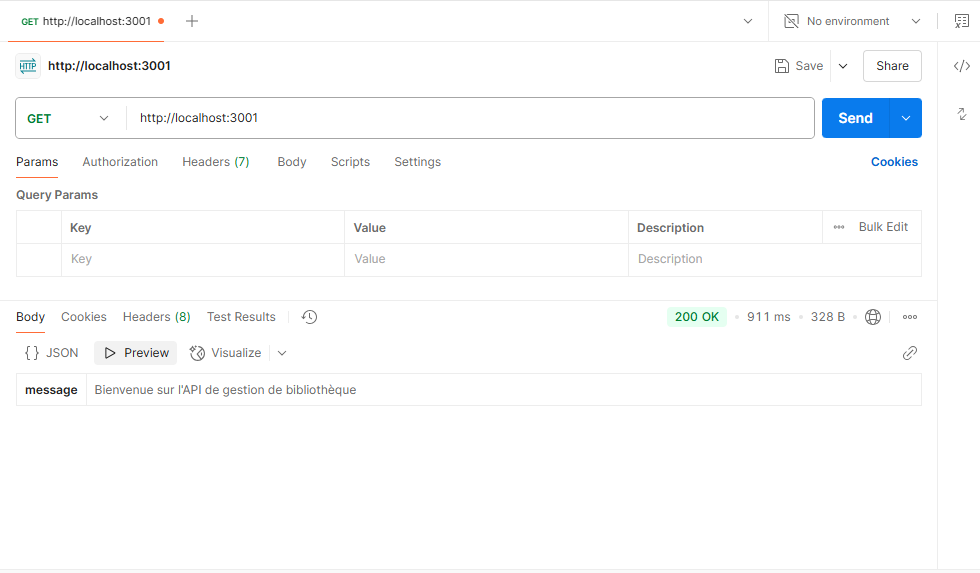 GET http://localhost:3001
No environment
HTTP http://localhost:3001
Save
Share
GET http://localhost:3001
Send
Params Authorization Headers (7) Body Scripts Settings
Cookies
Query Params
Key Value Description Bulk Edit
Key Value Description
Body Cookies Headers (8) Test Results
200 OK • 911 ms • 328 B
{} JSON Preview Visualize
message Bienvenue sur l'API de gestion de bibliothèque